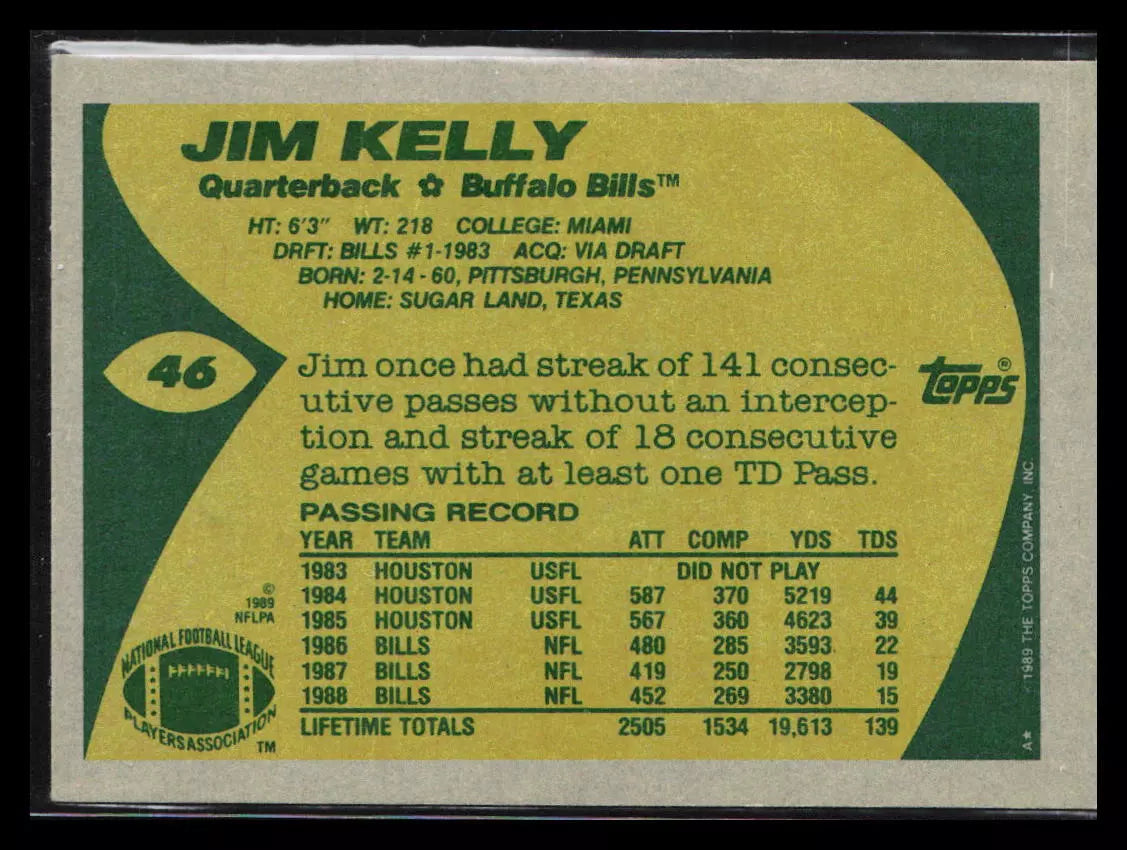 JIM KELLY
Quarterback ✿ Buffalo Bills™
HT: 6'3" WT: 218 COLLEGE: MIAMI
DRFT: BILLS #1-1983 ACQ: VIA DRAFT
BORN: 2-14-60, PITTSBURGH, PENNSYLVANIA
HOME: SUGAR LAND, TEXAS
46
Jim once had streak of 141 consec-
utive passes without an intercep-
tion and streak of 18 consecutive
games with at least one TD Pass.
topps®
PASSING RECORD
YEAR TEAM ATT COMP YDS TDS
1983 HOUSTON USFL DID NOT PLAY
1984 HOUSTON USFL 587 370 5219 44
1985 HOUSTON USFL 567 360 4623 39
1986 BILLS NFL 480 285 3593 22
1987 BILLS NFL 419 250 2798 19
1988 BILLS NFL 452 269 3380 15
LIFETIME TOTALS 2505 1534 19,613 139
©
1989
NFLPA
NATIONAL FOOTBALL LEAGUE
PLAYERS ASSOCIATION
TM
A★ 1989 THE TOPPS COMPANY, INC.